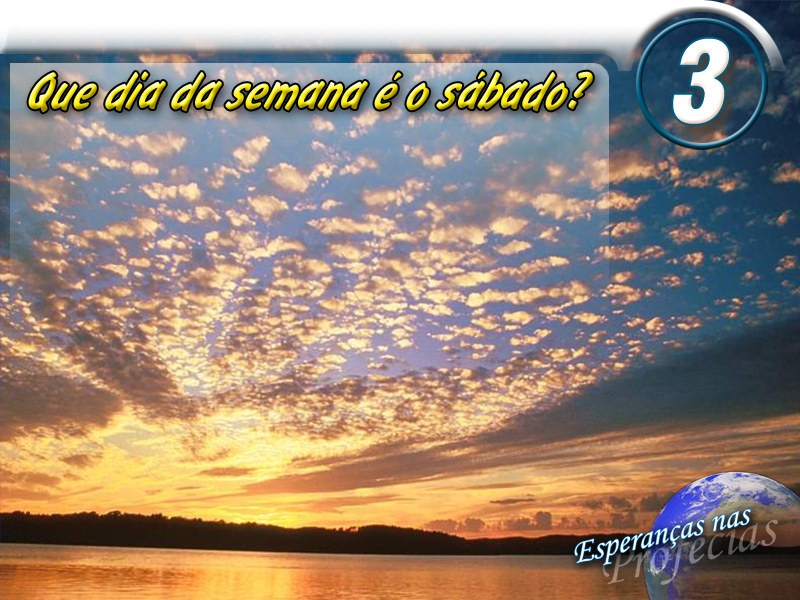 Que dia da semana é o sábado?
3
Esperanças nas
Profecias